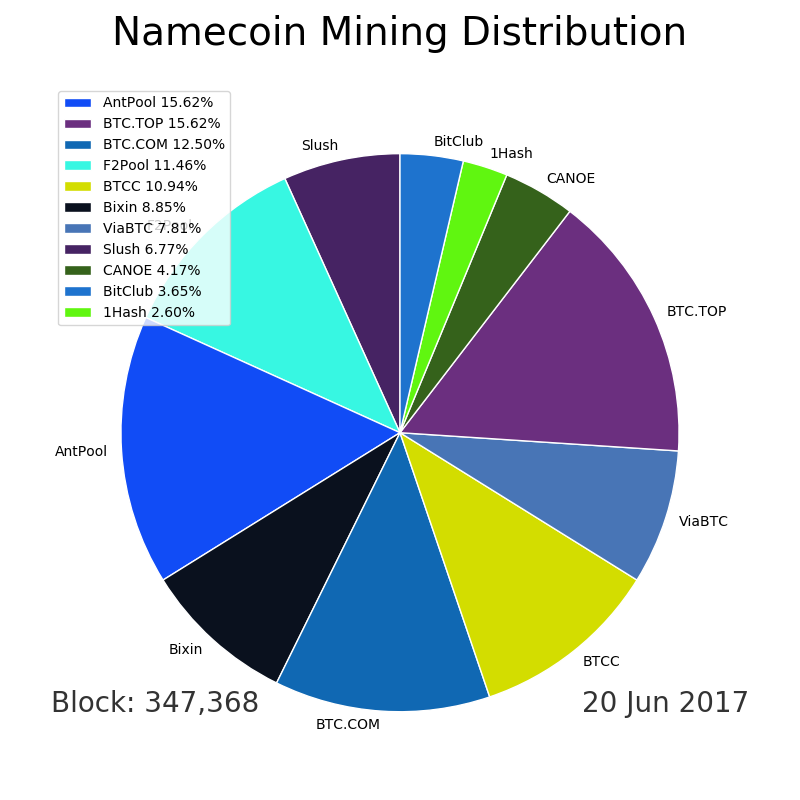 Namecoin Mining Distribution
AntPool 15.62%
BTC.TOP 15.62%
BTC.COM 12.50%
F2Pool 11.46%
BTCC 10.94%
Bixin 8.85%
ViaBTC 7.81%
Slush 6.77%
CANOE 4.17%
BitClub 3.65%
1Hash 2.60%
Slush
BitClub
1Hash
CANOE
BTC.TOP
F2Pool
AntPool
ViaBTC
Bixin
BTCC
BTC.COM
Block: 347,368
20 Jun 2017